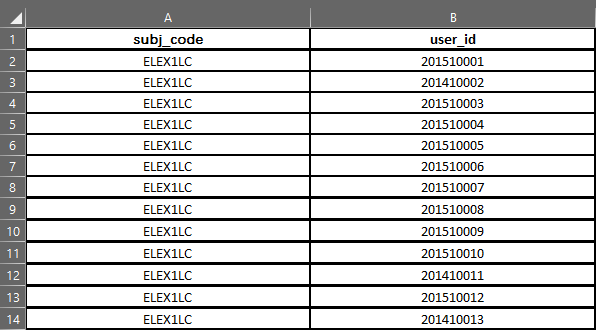 A B
1 subj_code user_id
2 ELEX1LC 201510001
3 ELEX1LC 201410002
4 ELEX1LC 201510003
5 ELEX1LC 201510004
6 ELEX1LC 201510005
7 ELEX1LC 201510006
8 ELEX1LC 201510007
9 ELEX1LC 201510008
10 ELEX1LC 201510009
11 ELEX1LC 201510010
12 ELEX1LC 201410011
13 ELEX1LC 201510012
14 ELEX1LC 201410013